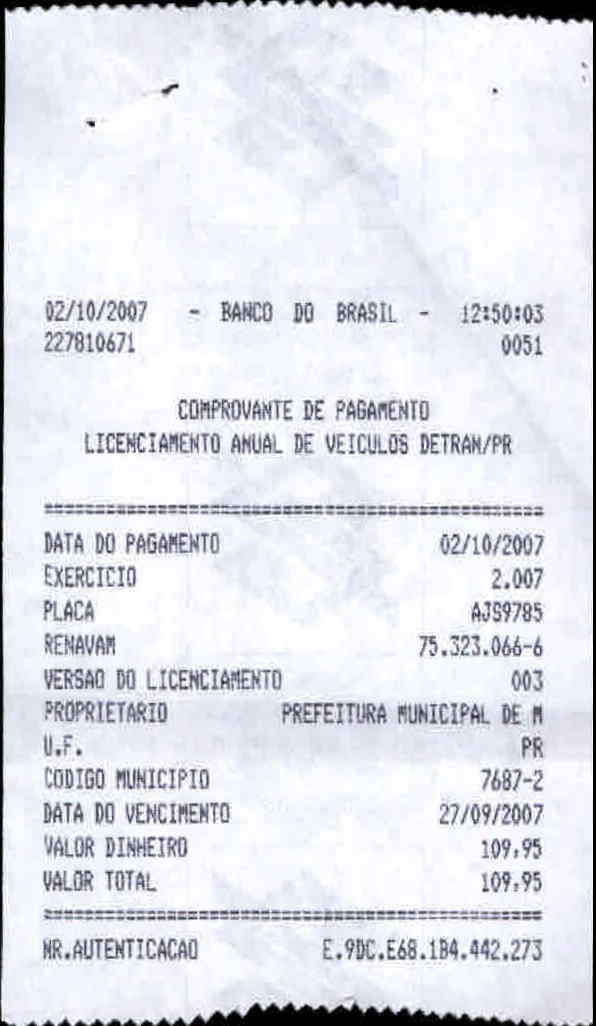 02/10/2007 - BANCO DO BRASIL - 12:50:03
227810671 0051
COMPROVANTE DE PAGAMENTO
LICENCIAMENTO ANUAL DE VEICULOS DETRAN/PR
================================================
DATA DO PAGAMENTO 02/10/2007
EXERCICIO 2.007
PLACA AJS9785
RENAVAM 75.323.066-6
VERSAO DO LICENCIAMENTO 003
PROPRIETARIO PREFEITURA MUNICIPAL DE M
U.F. PR
CODIGO MUNICIPIO 7687-2
DATA DO VENCIMENTO 27/09/2007
VALOR DINHEIRO 109,95
VALOR TOTAL 109,95
================================================
NR.AUTENTICACAO E.9DC.E68.1B4.442.273